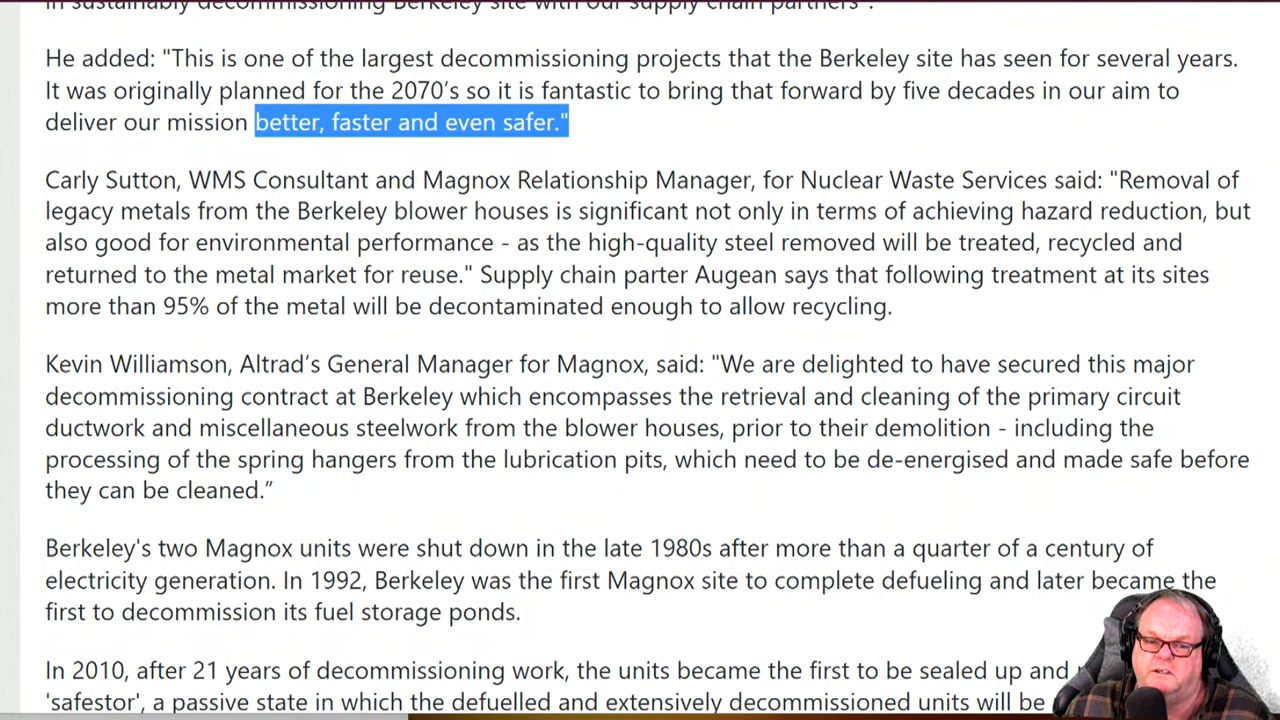 in sustainably decommissioning Berkeley site with our supply chain partners".
He added: "This is one of the largest decommissioning projects that the Berkeley site has seen for several years.
It was originally planned for the 2070’s so it is fantastic to bring that forward by five decades in our aim to
deliver our mission better, faster and even safer."
Carly Sutton, WMS Consultant and Magnox Relationship Manager, for Nuclear Waste Services said: "Removal of
legacy metals from the Berkeley blower houses is significant not only in terms of achieving hazard reduction, but
also good for environmental performance - as the high-quality steel removed will be treated, recycled and
returned to the metal market for reuse." Supply chain parter Augean says that following treatment at its sites
more than 95% of the metal will be decontaminated enough to allow recycling.
Kevin Williamson, Altrad’s General Manager for Magnox, said: "We are delighted to have secured this major
decommissioning contract at Berkeley which encompasses the retrieval and cleaning of the primary circuit
ductwork and miscellaneous steelwork from the blower houses, prior to their demolition - including the
processing of the spring hangers from the lubrication pits, which need to be de-energised and made safe before
they can be cleaned.”
Berkeley's two Magnox units were shut down in the late 1980s after more than a quarter of a century of
electricity generation. In 1992, Berkeley was the first Magnox site to complete defueling and later became the
first to decommission its fuel storage ponds.
In 2010, after 21 years of decommissioning work, the units became the first to be sealed up and
'safestor', a passive state in which the defuelled and extensively decommissioned units will be